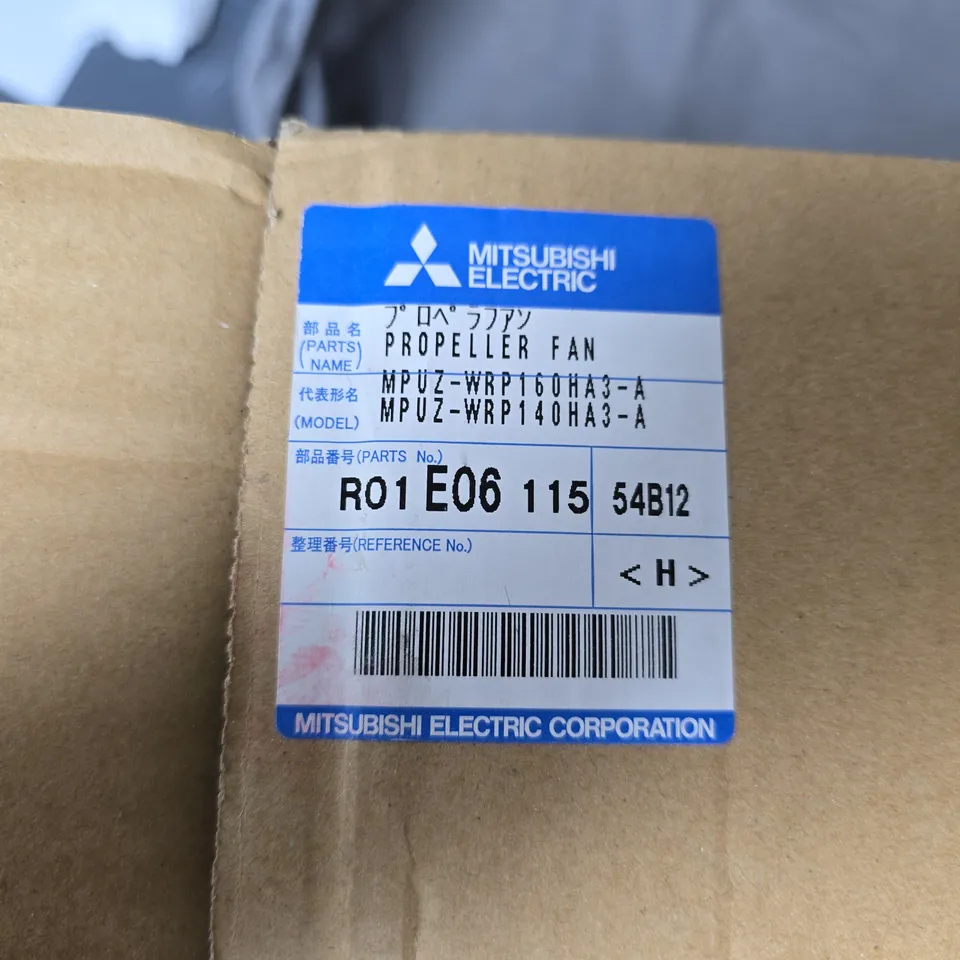 MITSUBISHI
ELECTRIC
部品名
(PARTS NAME)
プロペラファン
PROPELLER FAN
代表形名
(MODEL)
MPUZ-WRP160HA3-A
MPUZ-WRP140HA3-A
部品番号(PARTS No.)
R01 E06 115
54B12
整理番号(REFERENCE No.)
< H >
MITSUBISHI ELECTRIC CORPORATION